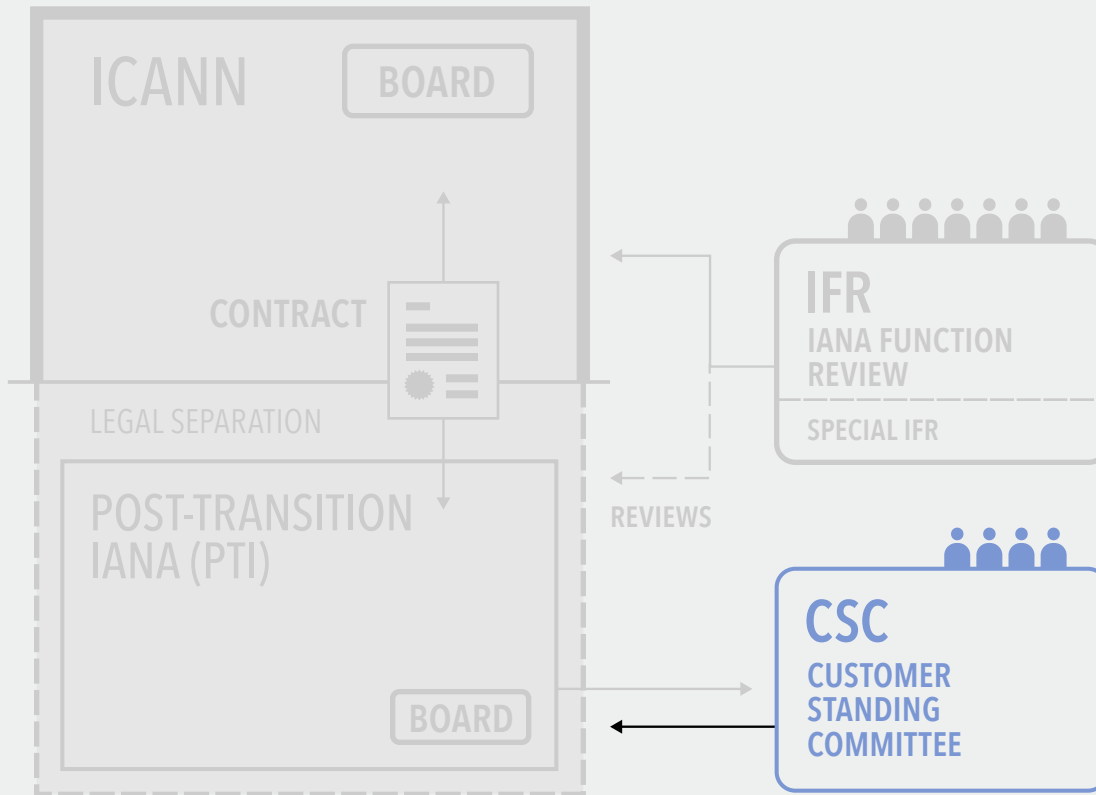 ICANN
BOARD
CONTRACT
LEGAL SEPARATION
POST-TRANSITION
IANA (PTI)
BOARD
REVIEWS
IFR
IANA FUNCTION
REVIEW
SPECIAL IFR
CSC
CUSTOMER
STANDING
COMMITTEE